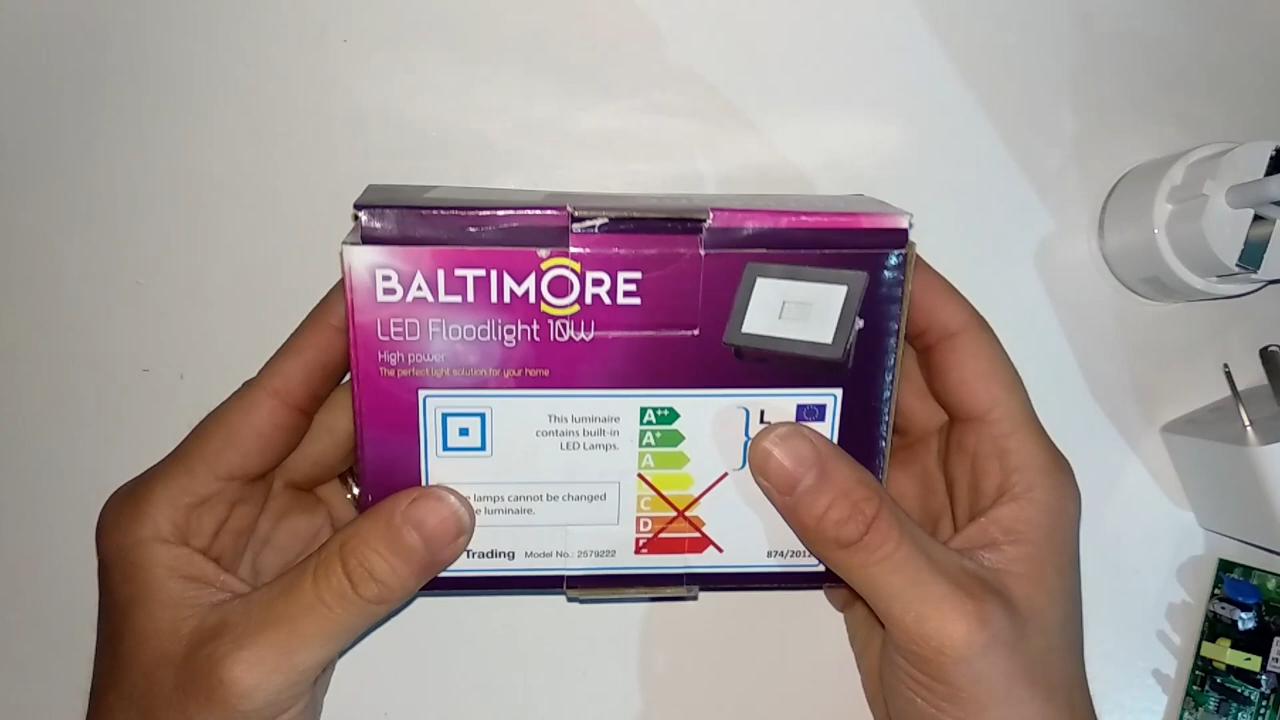 BALTIMORE
LED Floodlight 10W
High power
The perfect light solution for your home
This luminaire
contains built-in
LED Lamps.
A++
A+
A
C
D
E
L
lamps cannot be changed
luminaire.
Trading
Model No.: 2579222
874/2012